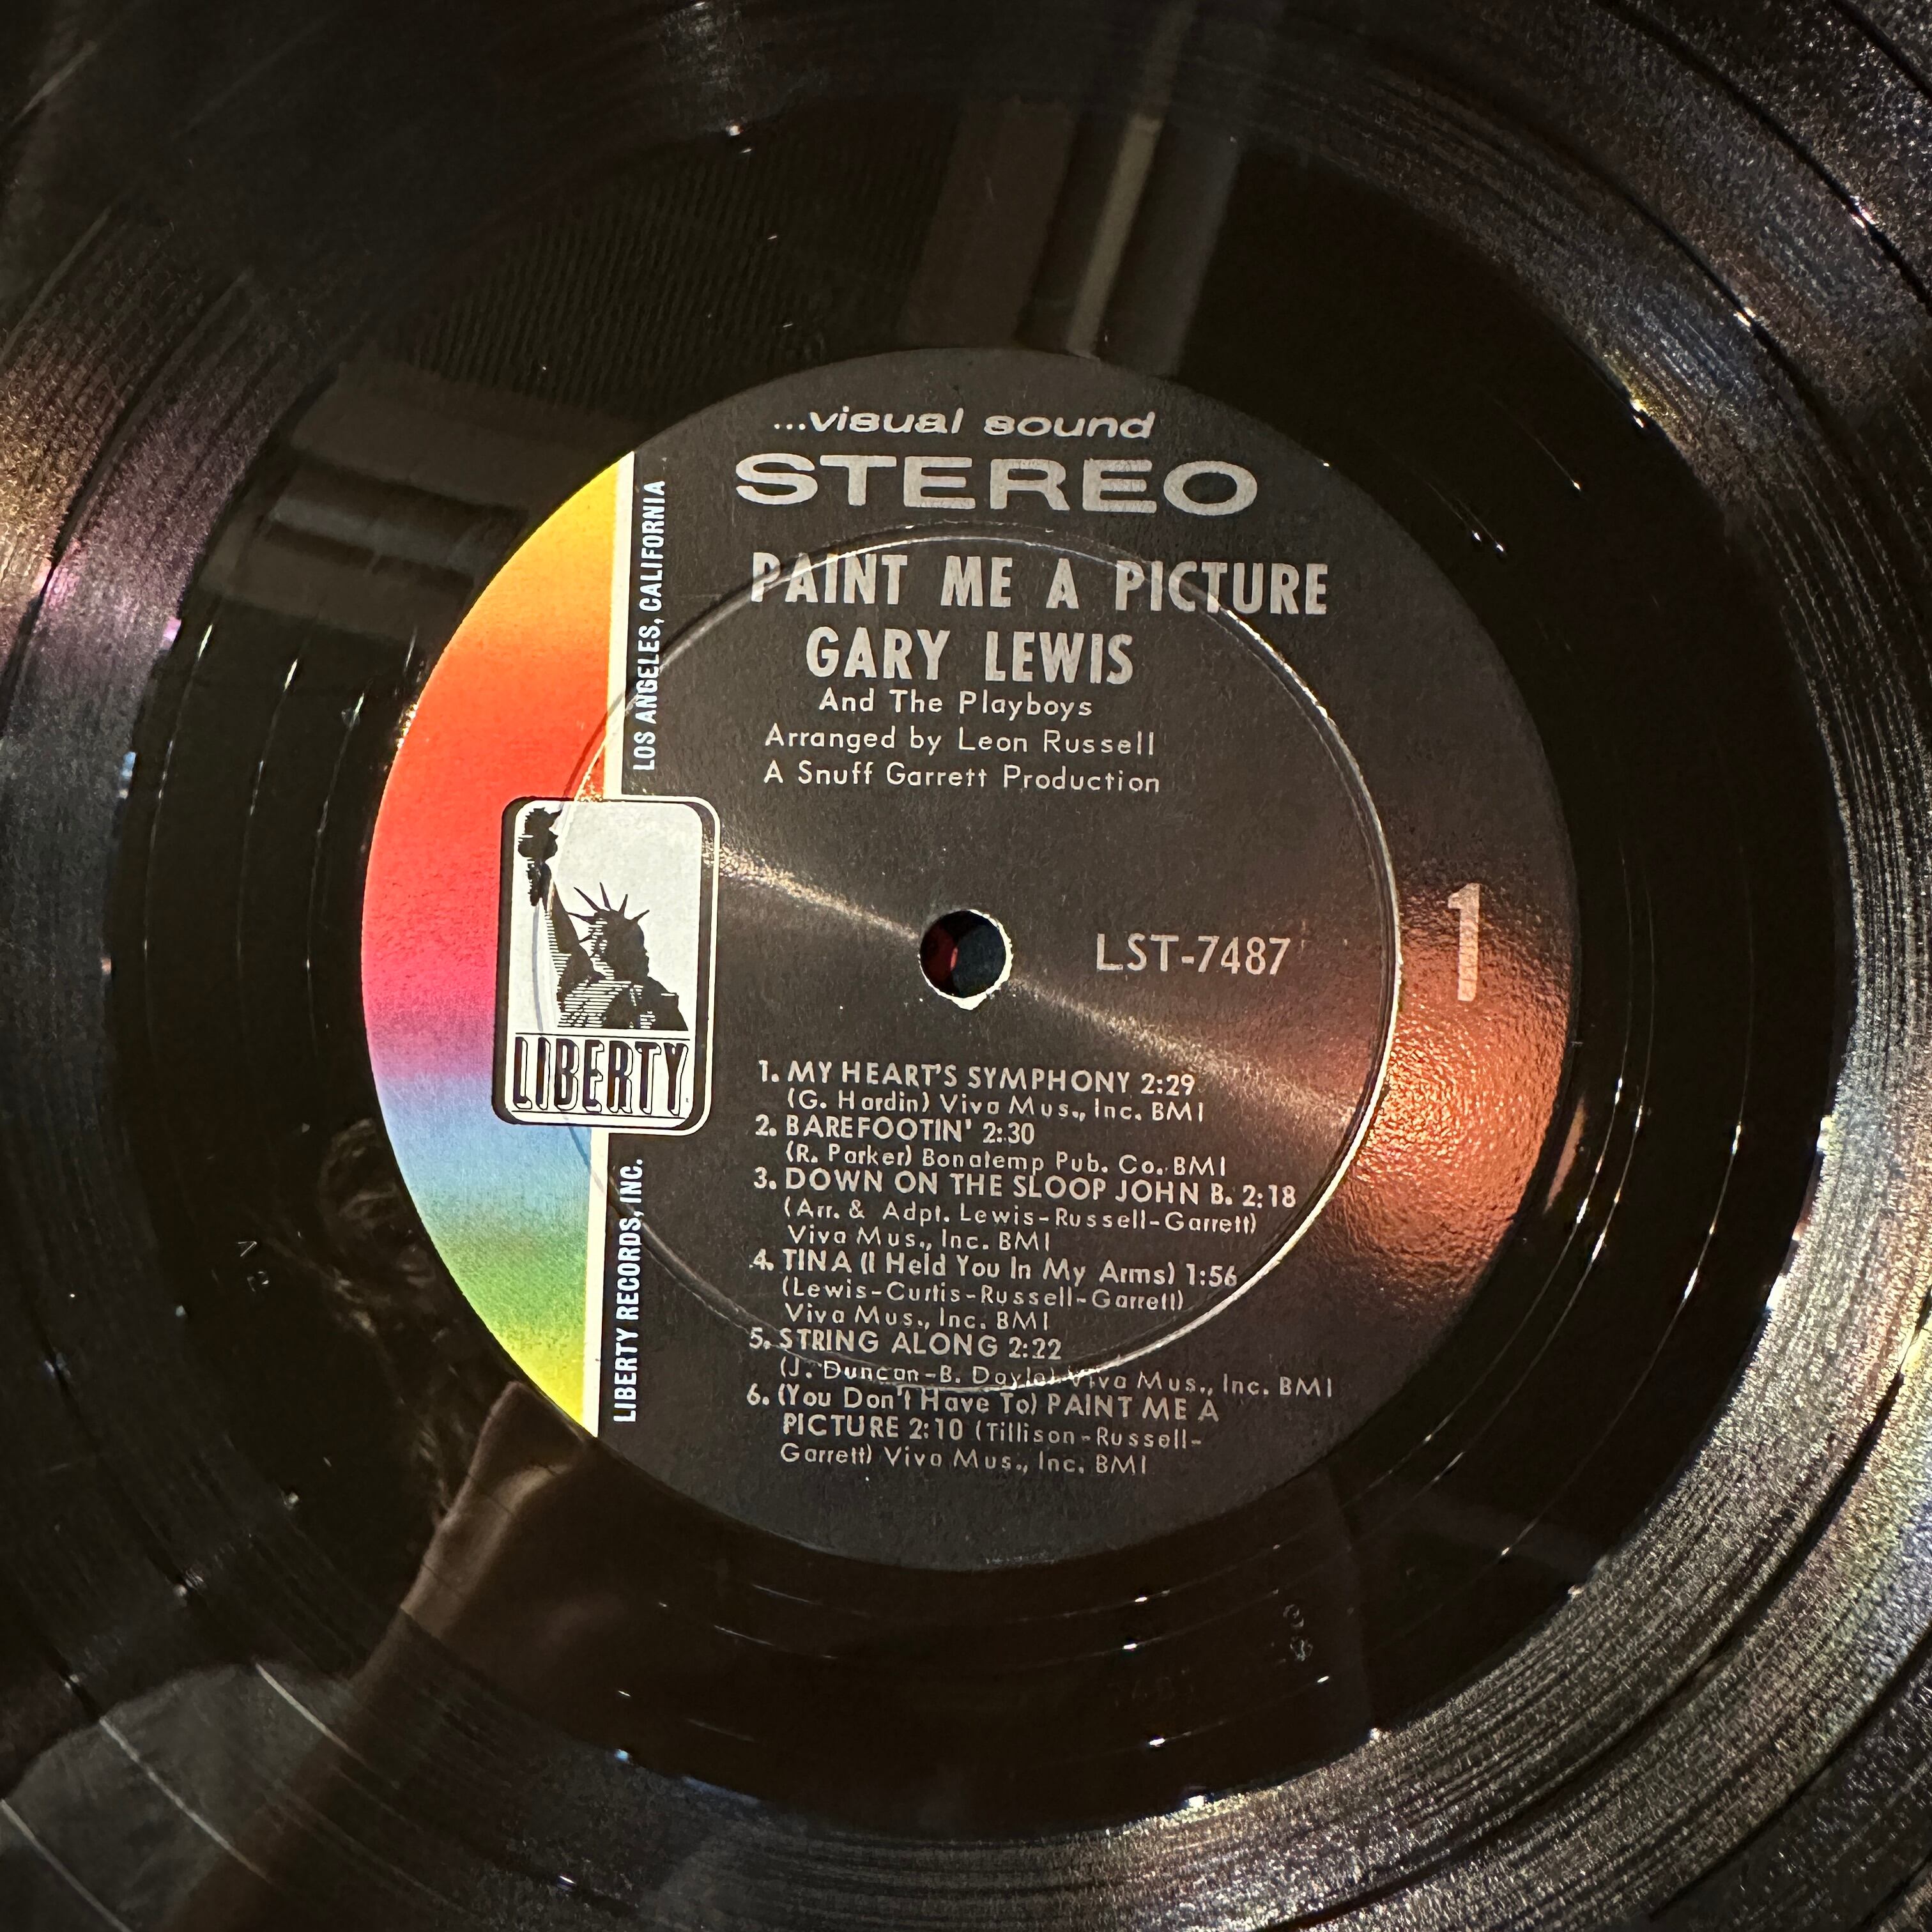 ...visual sound
STEREO
PAINT ME A PICTURE
GARY LEWIS
And The Playboys
Arranged by Leon Russell
A Snuff Garrett Production
LOS ANGELES, CALIFORNIA
LIBERTY
LIBERTY RECORDS, INC.
LST-7487
1
1. MY HEART'S SYMPHONY 2:29
(G. Hardin) Viva Mus., Inc. BMI
2. BAREFOOTIN' 2:30
(R. Parker) Bonatemp Pub. Co. BMI
3. DOWN ON THE SLOOP JOHN B. 2:18
(Arr. & Adpt. Lewis-Russell-Garrett)
Viva Mus., Inc. BMI
4. TINA (I Held You In My Arms) 1:56
(Lewis-Curtis-Russell-Garrett)
Viva Mus., Inc. BMI
5. STRING ALONG 2:22
(J. Duncan-B. Doyle) Viva Mus., Inc. BMI
6. (You Don't Have To) PAINT ME A
PICTURE 2:10 (Tillison-Russell-
Garrett) Viva Mus., Inc. BMI